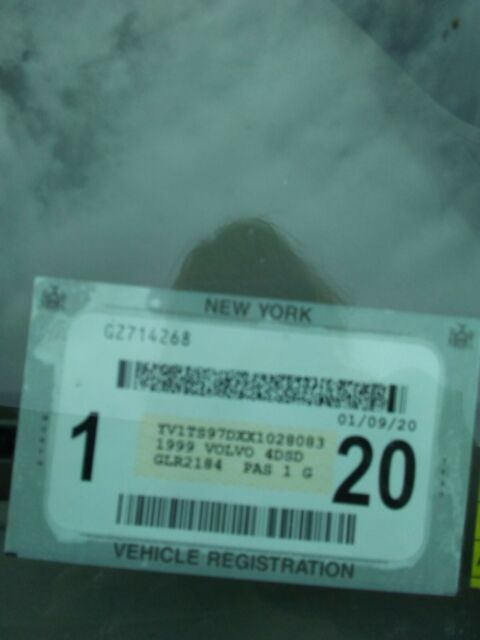 NEW YORK
GZ714268
01/09/20
1
YV1TS97DXX1028083
1999 VOLVO 4DSD
GLR2184 PAS 1 G
20
VEHICLE REGISTRATION